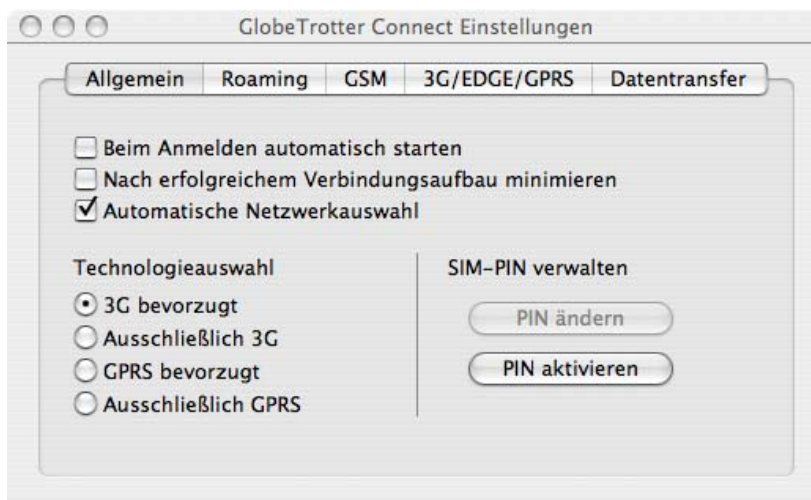 GlobeTrotter Connect Einstellungen
Allgemein Roaming GSM 3G/EDGE/GPRS Datentransfer
Beim Anmelden automatisch starten
Nach erfolgreichem Verbindungsaufbau minimieren
Automatische Netzwerkauswahl
Technologieauswahl
3G bevorzugt
Ausschließlich 3G
GPRS bevorzugt
Ausschließlich GPRS
SIM-PIN verwalten
PIN ändern
PIN aktivieren